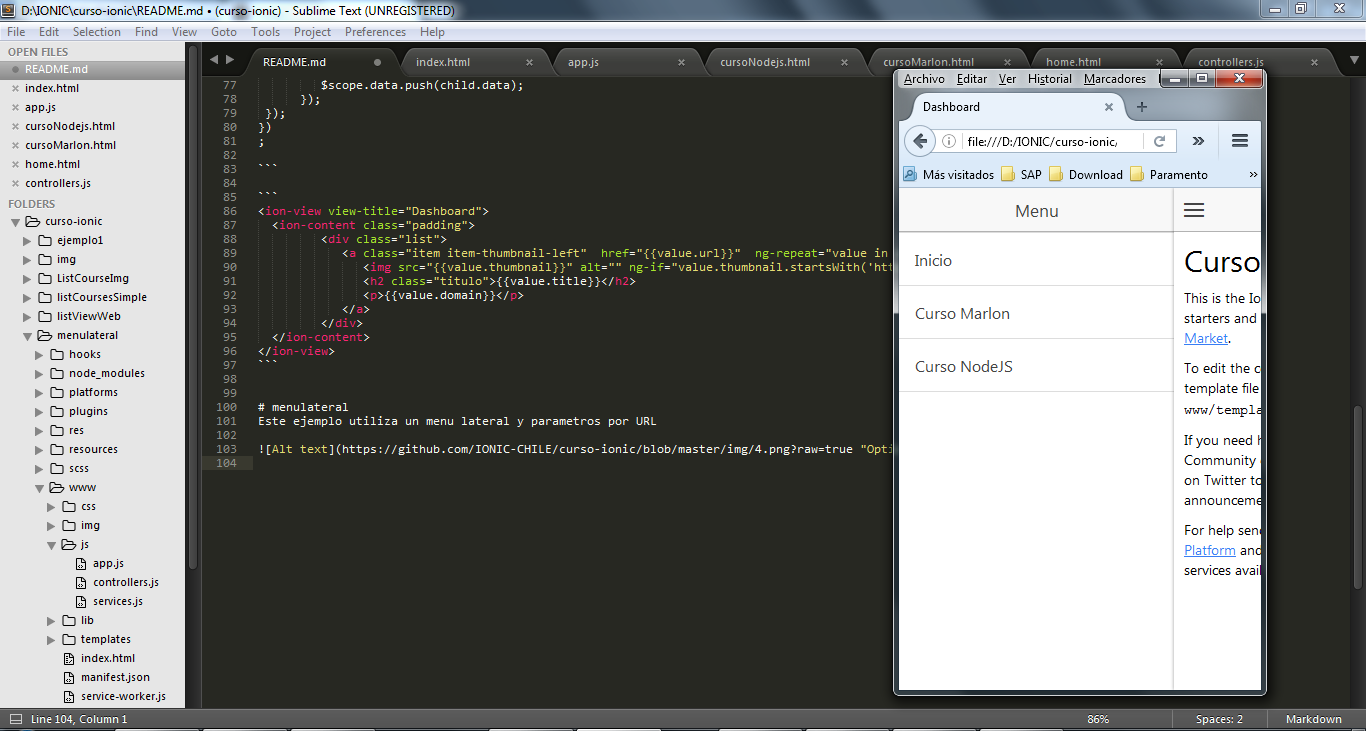 D:\IONIC\curso-ionic\README.md • (curso-ionic) - Sublime Text (UNREGISTERED)
File Edit Selection Find View Goto Tools Project Preferences Help
OPEN FILES
README.md
index.html
app.js
cursoNodejs.html
cursoMarlon.html
home.html
controllers.js
FOLDERS
curso-ionic
ejemplo1
img
ListCourseImg
listCoursesSimple
listViewWeb
menulateral
hooks
node_modules
platforms
plugins
res
resources
scss
www
css
img
js
app.js
controllers.js
services.js
lib
templates
index.html
manifest.json
service-worker.js
README.md index.html app.js cursoNodejs.html cursoMarlon.html home.html controllers.js
77 $scope.data.push(child.data);
78 });
79 });
80 })
81 ;
82
83 ```
84
85 ```
86 <ion-view view-title="Dashboard">
87 <ion-content class="padding">
88 <div class="list">
89 <a class="item item-thumbnail-left" href="{{value.url}}" ng-repeat="value in
90 <img src="{{value.thumbnail}}" alt="" ng-if="value.thumbnail.startsWith('htt
91 <h2 class="titulo">{{value.title}}</h2>
92 <p>{{value.domain}}</p>
93 </a>
94 </div>
95 </ion-content>
96 </ion-view>
97 ```
98
99
100 # menulateral
101 Este ejemplo utiliza un menu lateral y parametros por URL
102
103 ![Alt text](https://github.com/IONIC-CHILE/curso-ionic/blob/master/img/4.png?raw=true "Opti
104
Archivo Editar Ver Historial Marcadores
Dashboard
file:///D:/IONIC/curso-ionic/
Más visitados SAP Download Paramento
Menu
Inicio
Curso Marlon
Curso NodeJS
Curso
This is the Io
starters and
Market.
To edit the c
template file
www/templa
If you need h
Community
on Twitter to
announceme
For help send
Platform and
services avail
Line 104, Column 1 86% Spaces: 2 Markdown